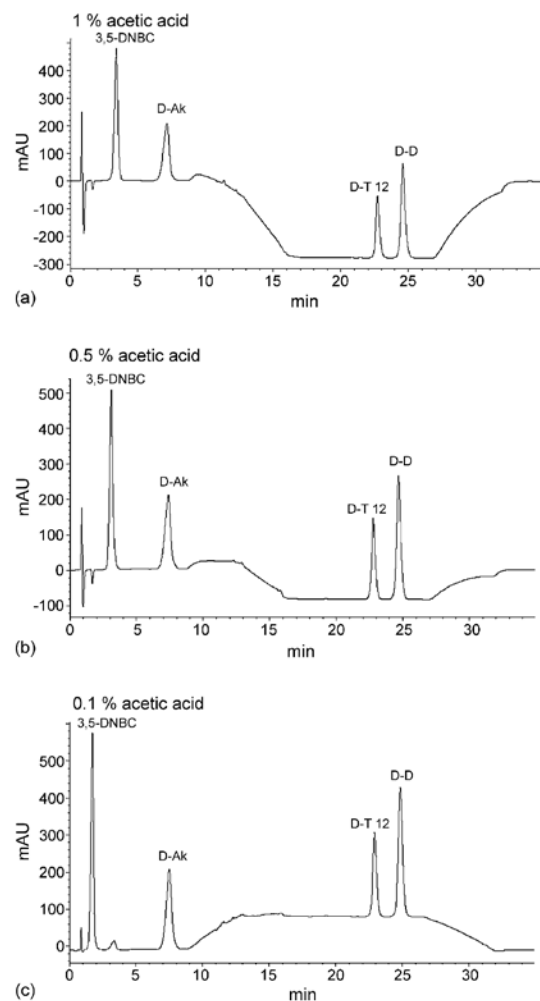 1 % acetic acid
3,5-DNBC
400
D-Ak
300
200
D-D
100
D-T 12
0
-100
-200
-300
mAU
0 5 10 15 20 25 30
min
(a)
0.5 % acetic acid
3,5-DNBC
500
400
D-D
300
D-Ak
200
D-T 12
100
0
-100
mAU
0 5 10 15 20 25 30
min
(b)
0.1 % acetic acid
3,5-DNBC
500
D-D
400
D-T 12
300
D-Ak
200
100
0
mAU
0 5 10 15 20 25 30
min
(c)